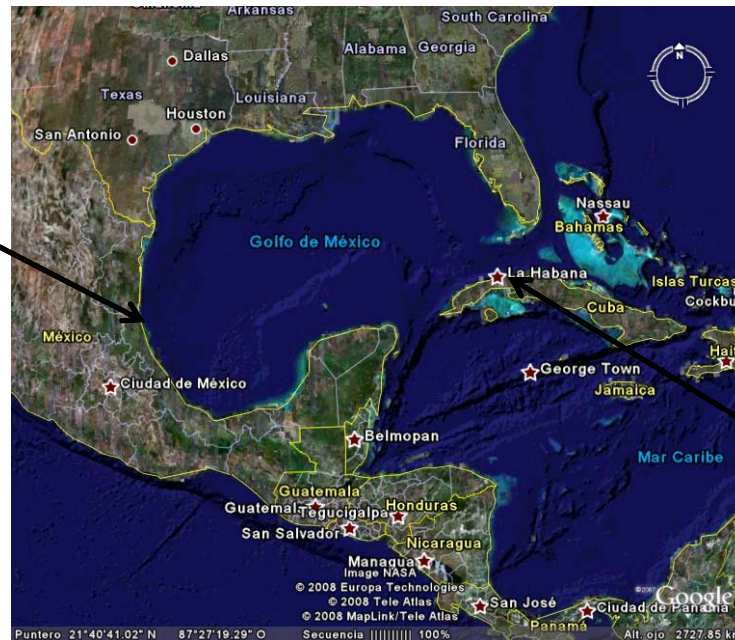 Oklahoma
Arkansas
South Carolina
Dallas
Alabama
Georgia
N
Texas
Louisiana
Houston
San Antonio
Florida
Nassau
Bahamas
Golfo de México
La Habana
Islas Turcas
Cockbu
Cuba
México
Hait
George Town
Ciudad de México
Jamaica
Belmopan
Mar Caribe
Guatemala
Guatemal
Honduras
Tegucigalpa
San Salvador
Nicaragua
Managua
Image NASA
© 2008 Europa Technologies
© 2008 Tele Atlas
© 2008 MapLink/Tele Atlas
San José
Ciudad de Panamá
Panamá
Google
Puntero 21°40'41.02" N 87°27'19.29" O Secuencia |||||||||| 100% Alt. ojo 2727.85 k